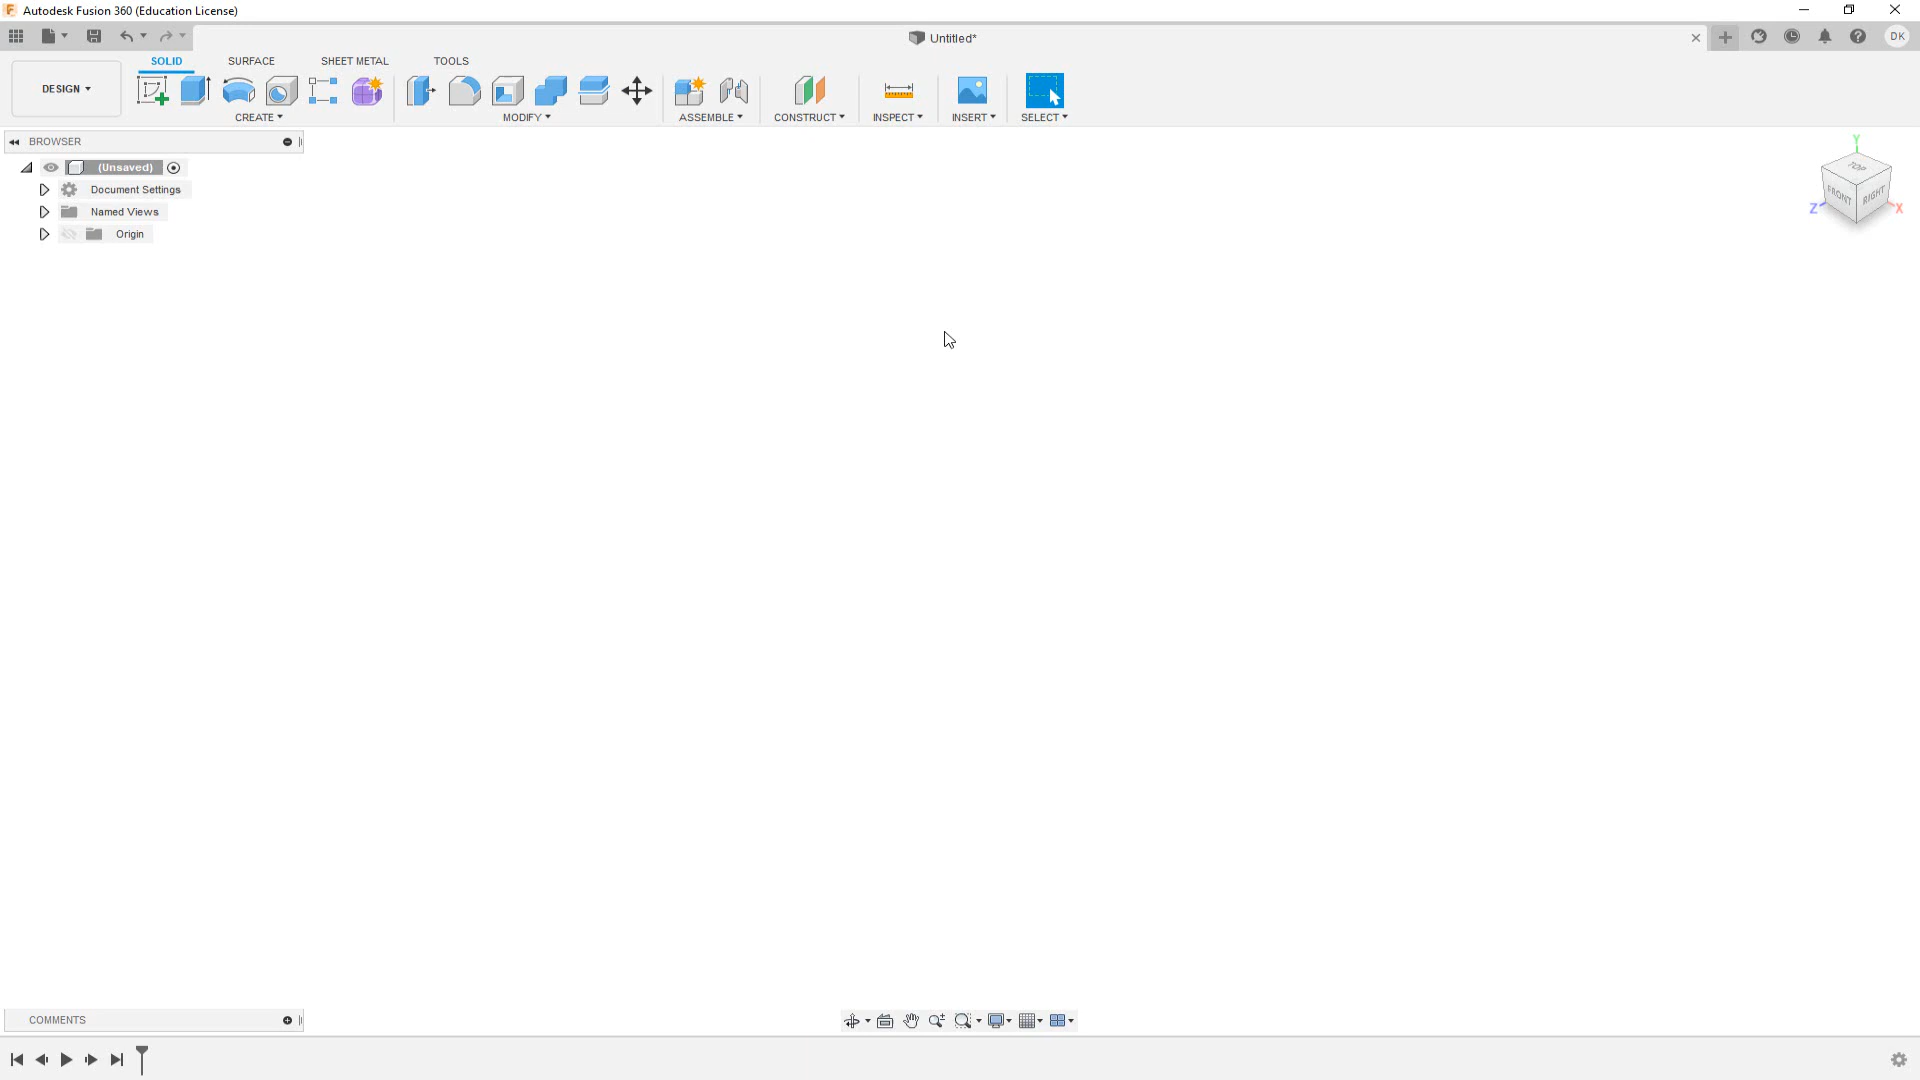 Autodesk Fusion 360 (Education License)
Untitled*
DK
SOLID SURFACE SHEET METAL TOOLS
DESIGN
CREATE MODIFY ASSEMBLE CONSTRUCT INSPECT INSERT SELECT
BROWSER
(Unsaved)
Document Settings
Named Views
Origin
Y
TOP
FRONT RIGHT
Z X
COMMENTS